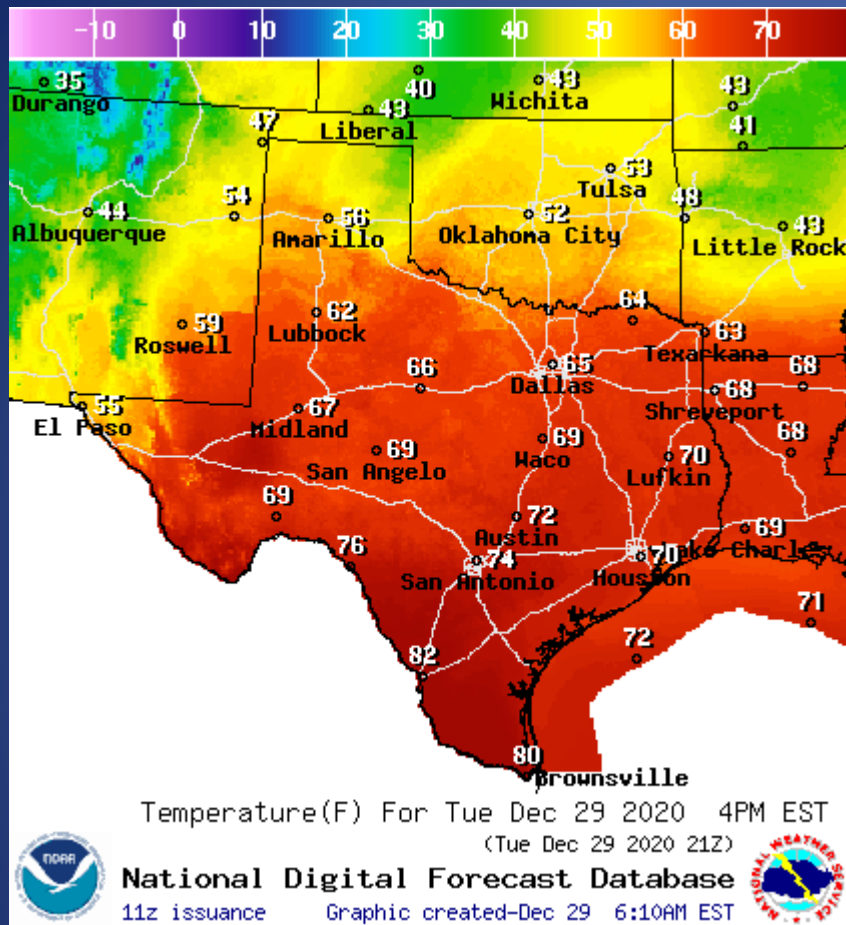 -10 0 10 20 30 40 50 60 70
35
Durango
40
43
Wichita
43
Liberal
43
47
41
53
Tulsa
44
Albuquerque
54
56
Amarillo
52
Oklahoma City
48
43
Little Rock
59
Roswell
62
Lubbock
64
63
Texarkana
65
Dallas
66
68
Shreveport
68
55
El Paso
67
Midland
69
San Angelo
69
Waco
70
Lufkin
68
69
72
Austin
69
Lake Charles
76
74
San Antonio
70
Houston
71
72
82
80
Brownsville
Temperature(F) For Tue Dec 29 2020 4PM EST
(Tue Dec 29 2020 21Z)
National Digital Forecast Database
11z issuance Graphic created-Dec 29 6:10AM EST
NOAA
NATIONAL WEATHER SERVICE